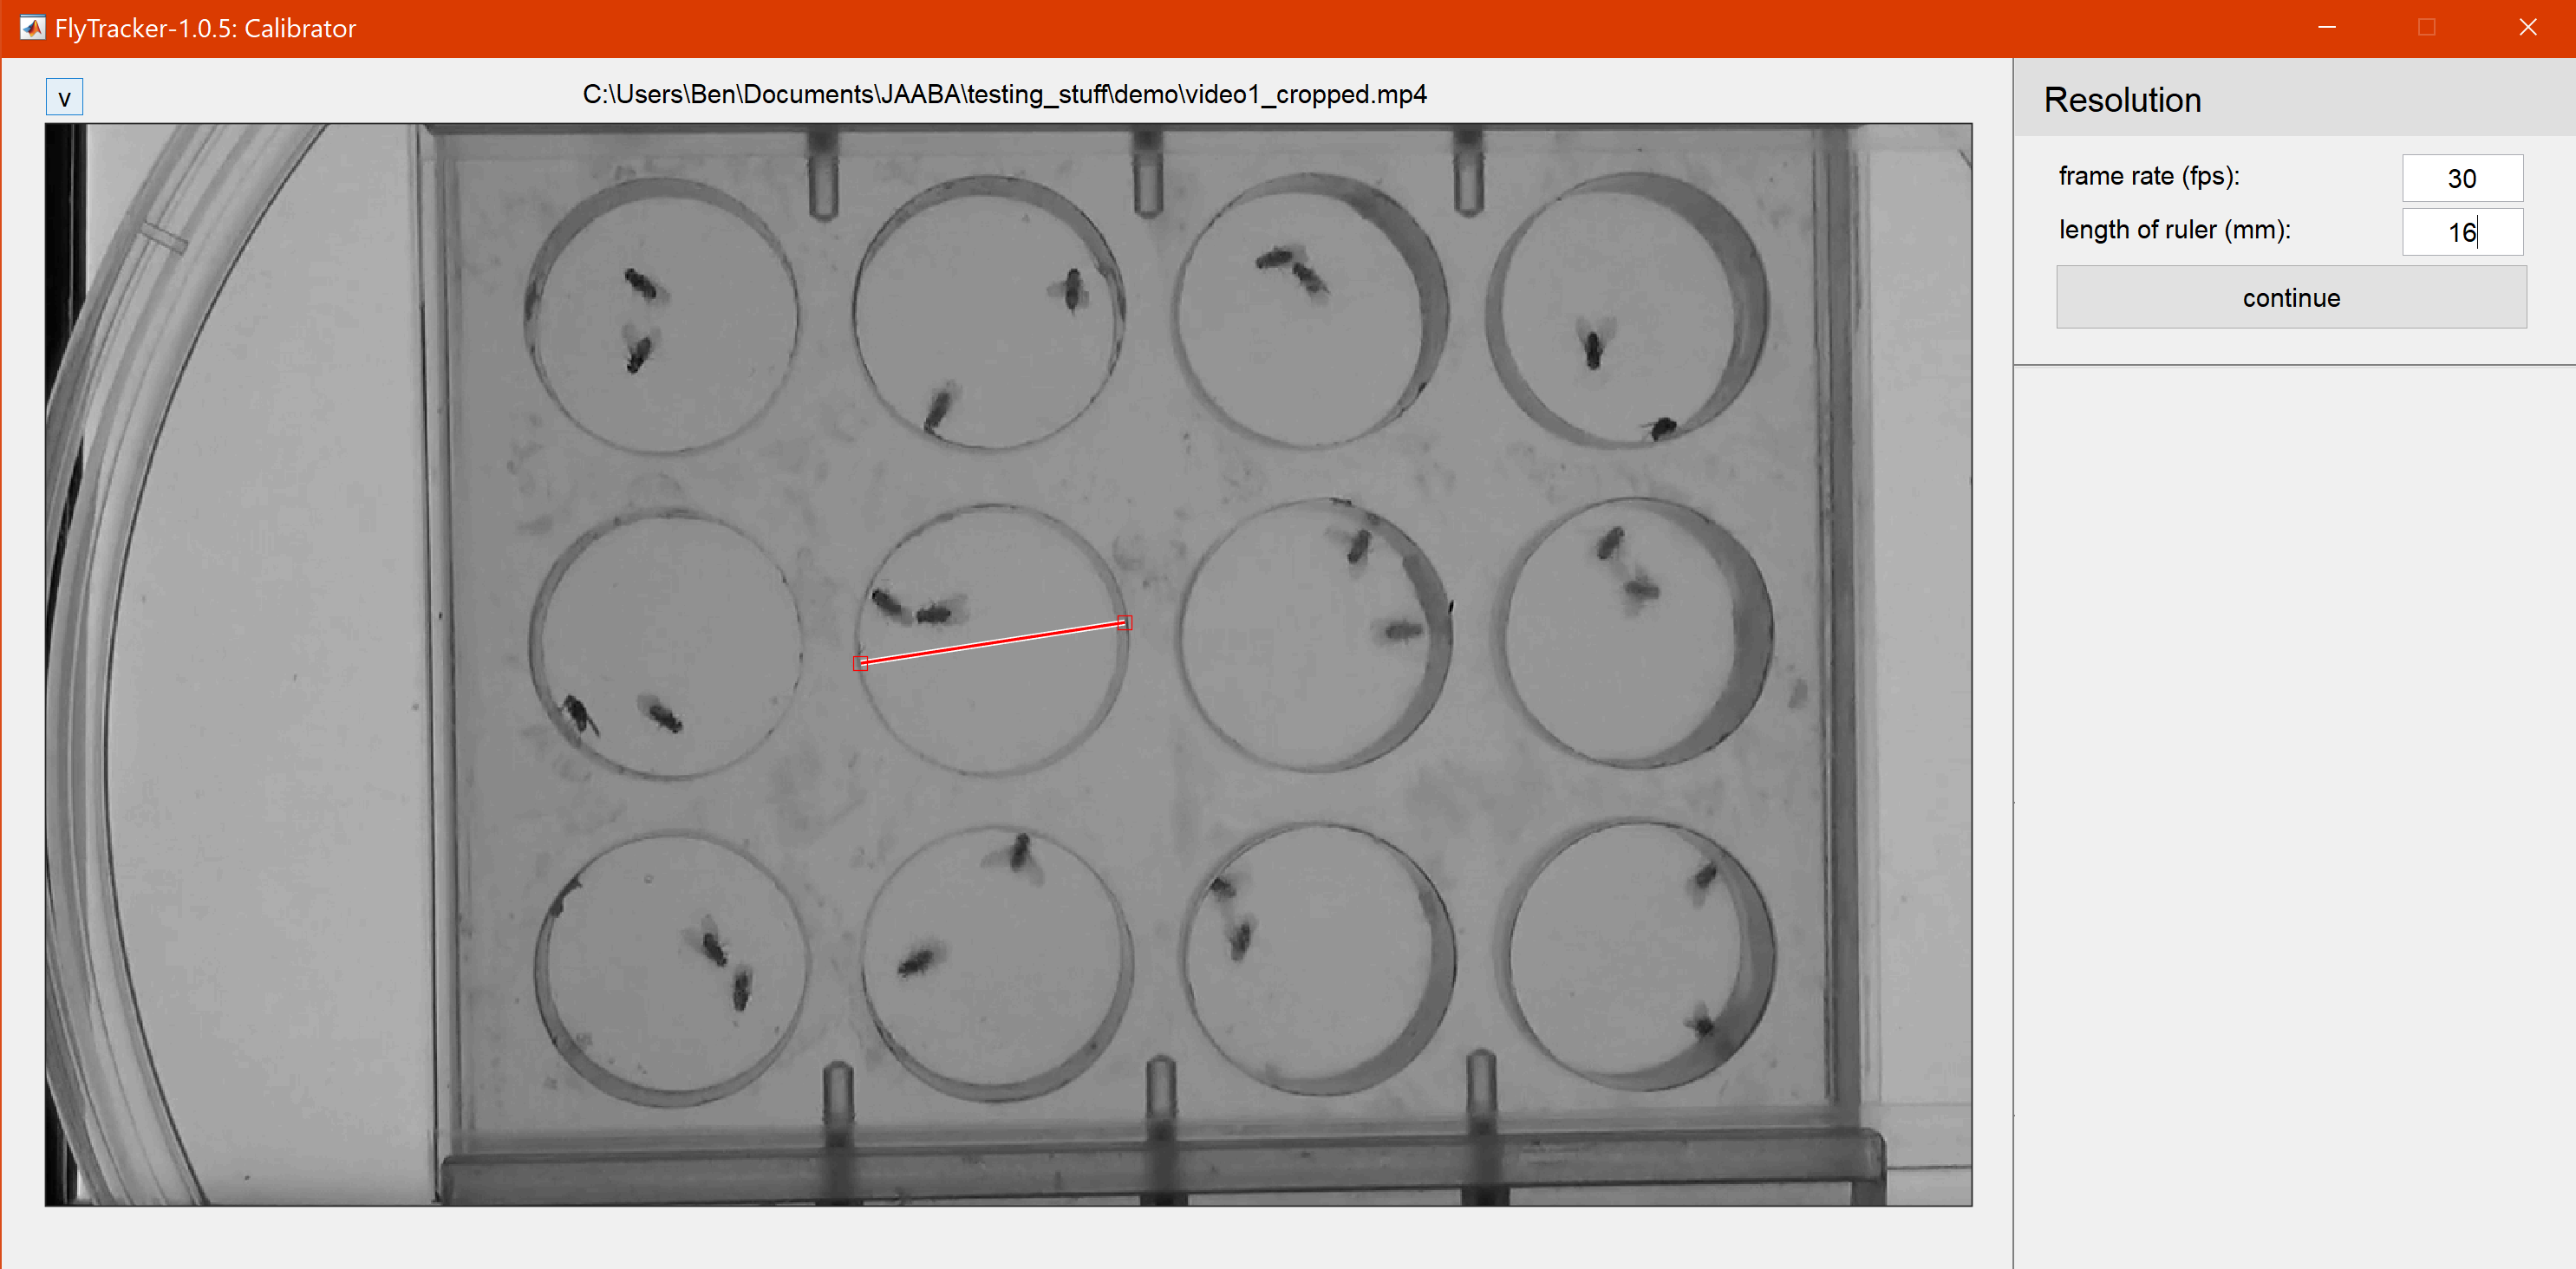 FlyTracker-1.0.5: Calibrator
v
C:\Users\Ben\Documents\JAABA\testing_stuff\demo\video1_cropped.mp4
Resolution
frame rate (fps): 30
length of ruler (mm): 16
continue